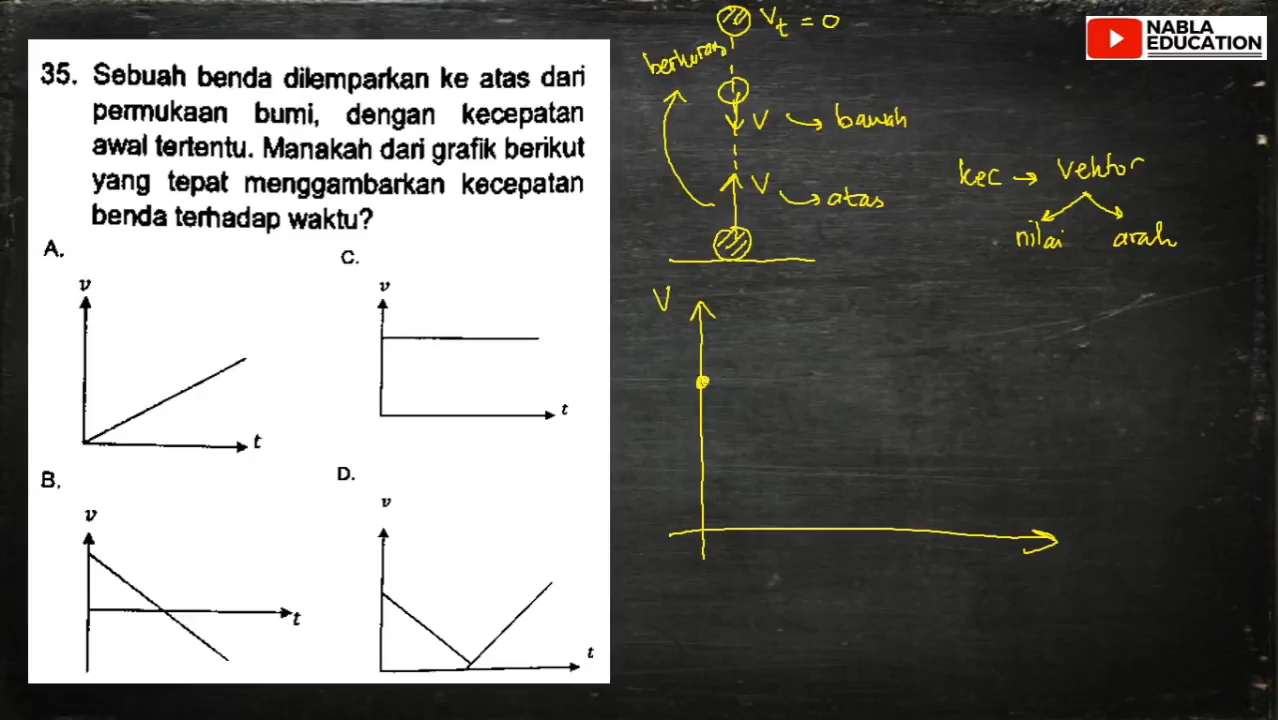 35. Sebuah benda dilemparkan ke atas dari
permukaan bumi, dengan kecepatan
awal tertentu. Manakah dari grafik berikut
yang tepat menggambarkan kecepatan
benda terhadap waktu?
A.
v
t
C.
v
t
B.
v
t
D.
v
t
Vt = 0
berkurang
V → bawah
V → atas
kec → vektor
nilai arah
V
NABLA
EDUCATION